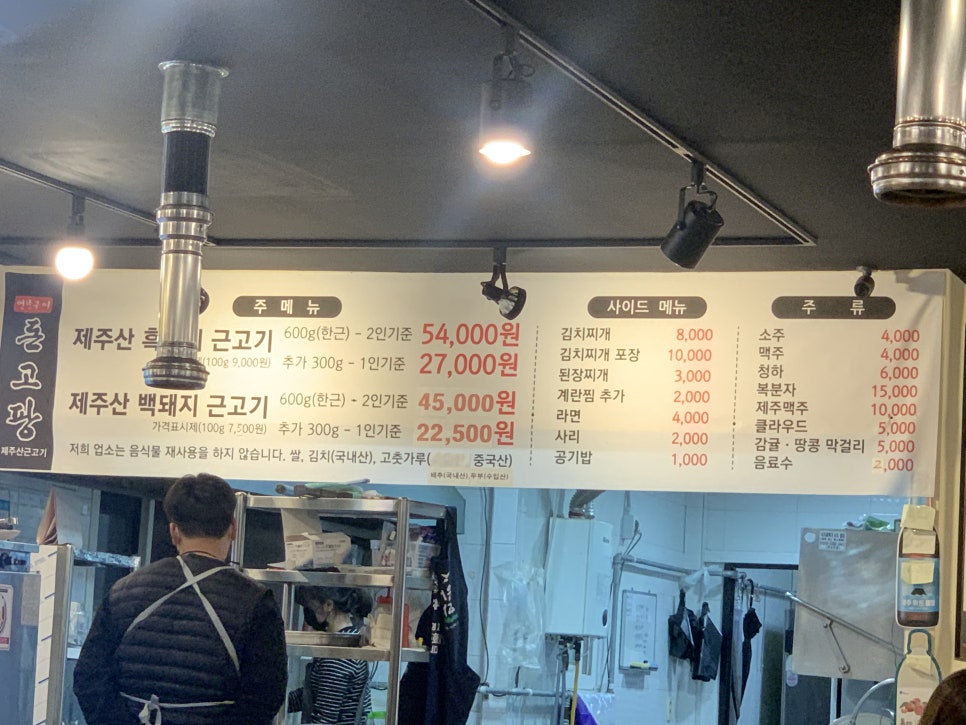 돈고팡
제주산근고기
주 메뉴
제주산 근고기 600g(한근) - 2인기준 54,000원
(100g 9,000원) 추가 300g - 1인기준 27,000원
제주산 백돼지 근고기 600g(한근) - 2인기준 45,000원
가격표시제(100g 7,500원) 추가 300g - 1인기준 22,500원
저희 업소는 음식물 재사용을 하지 않습니다. 쌀, 김치(국내산), 고춧가루( 중국산)
배추(국내산),두부(수입산)
사이드 메뉴
김치찌개 8,000
김치찌개 포장 10,000
된장찌개 3,000
계란찜 추가 2,000
라면 4,000
사리 2,000
공기밥 1,000
주 류
소주 4,000
맥주 4,000
청하 6,000
복분자 15,000
제주맥주 10,000
클라우드 5,000
감귤 · 땅콩 막걸리 5,000
음료수 2,000